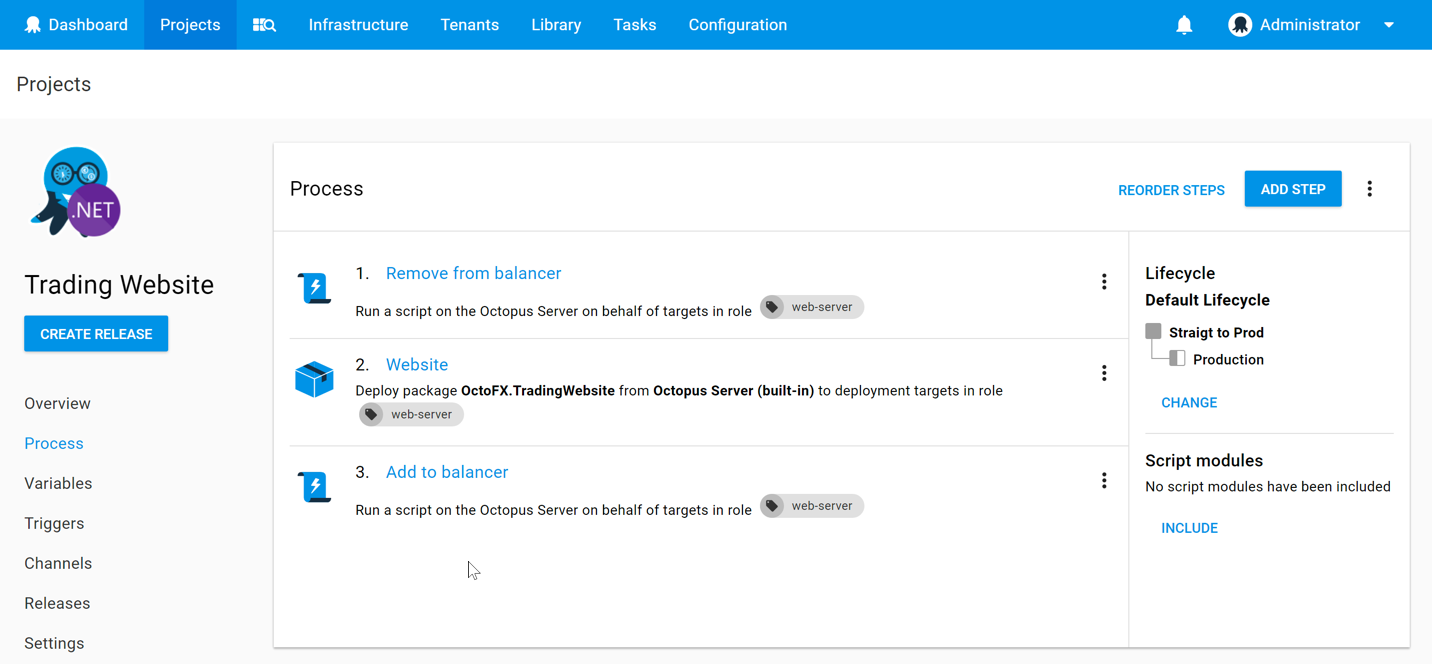 Dashboard Projects Infrastructure Tenants Library Tasks Configuration Administrator
Projects
.NET
Trading Website
CREATE RELEASE
Overview
Process
Variables
Triggers
Channels
Releases
Settings
Process REORDER STEPS ADD STEP
1. Remove from balancer
Run a script on the Octopus Server on behalf of targets in role web-server
2. Website
Deploy package OctoFX.TradingWebsite from Octopus Server (built-in) to deployment targets in role
web-server
3. Add to balancer
Run a script on the Octopus Server on behalf of targets in role web-server
Lifecycle
Default Lifecycle
Straigt to Prod
Production
CHANGE
Script modules
No script modules have been included
INCLUDE